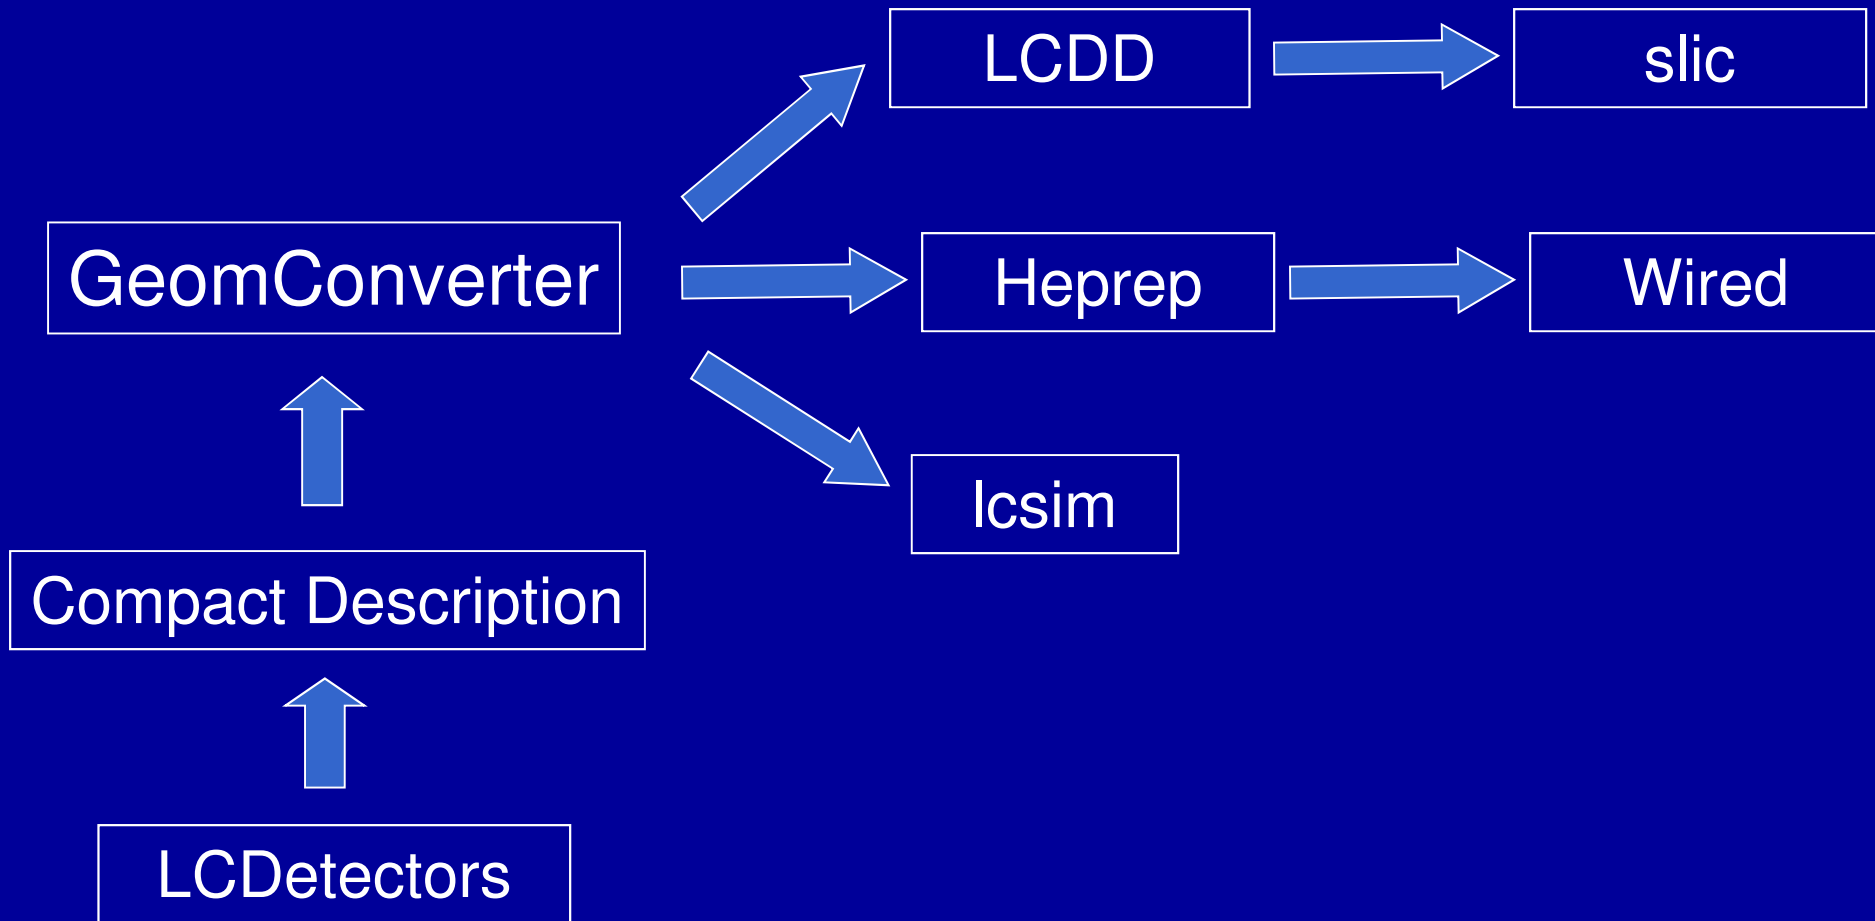 LCDD
slic
GeomConverter
Heprep
Wired
lcsim
Compact Description
LCDetectors